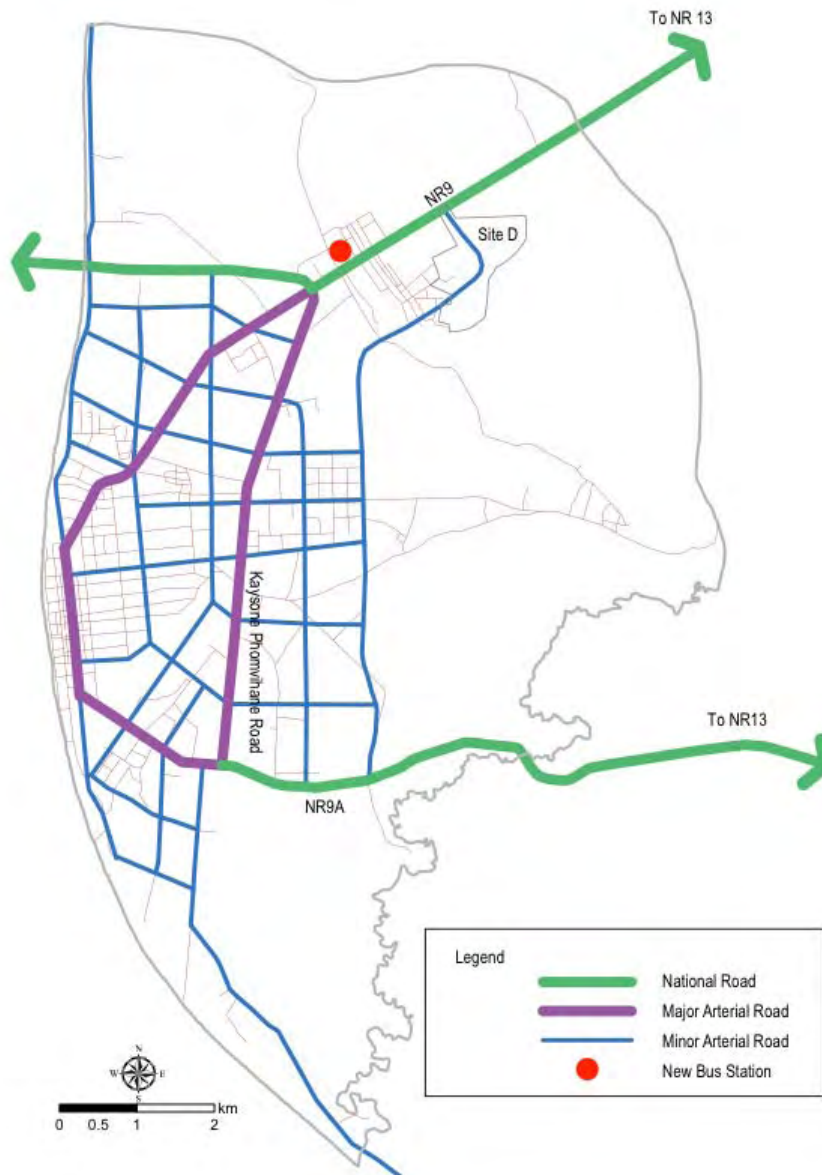 To NR 13
NR9
Site D
Kaysone Phomvihane Road
To NR13
NR9A
Legend
National Road
Major Arterial Road
Minor Arterial Road
New Bus Station
N
W
E
S
km
0 0.5 1 2